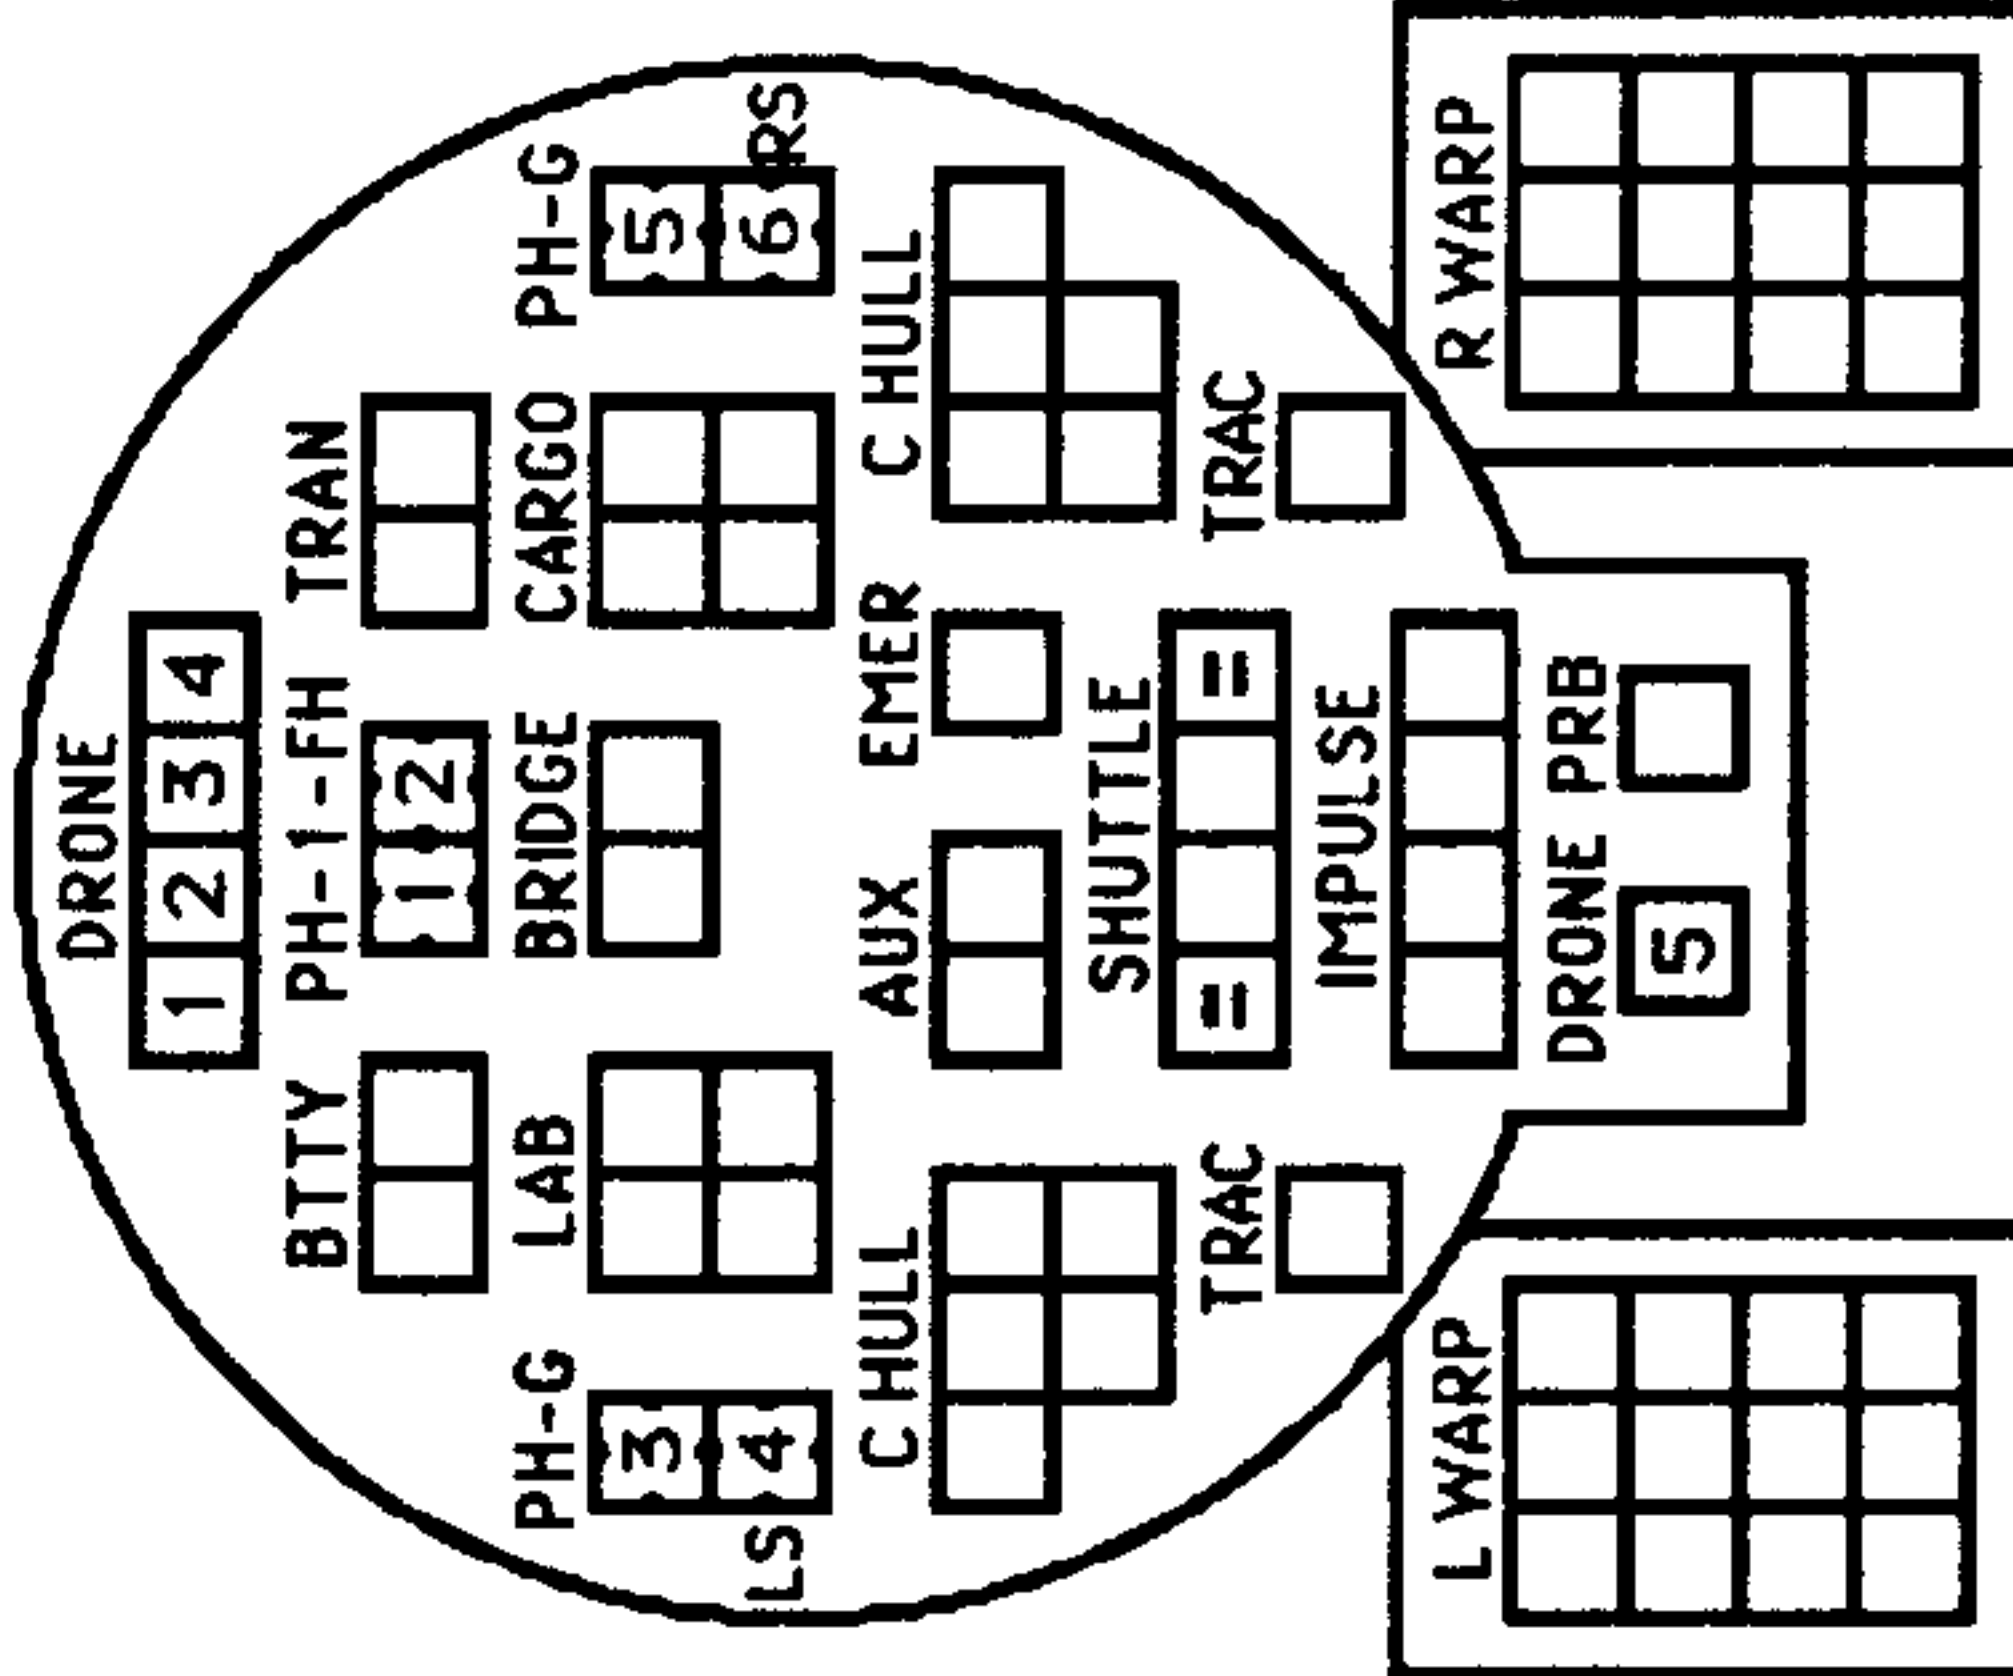 DRONE
1 2 3 4
BTTY PH-1-FH TRAN
1 2
PH-G LAB BRIDGE CARGO PH-G
3 5
4 6
LS RS
C HULL AUX EMER C HULL
SHUTTLE
= =
TRAC TRAC
IMPULSE
L WARP R WARP
DRONE PRB
5